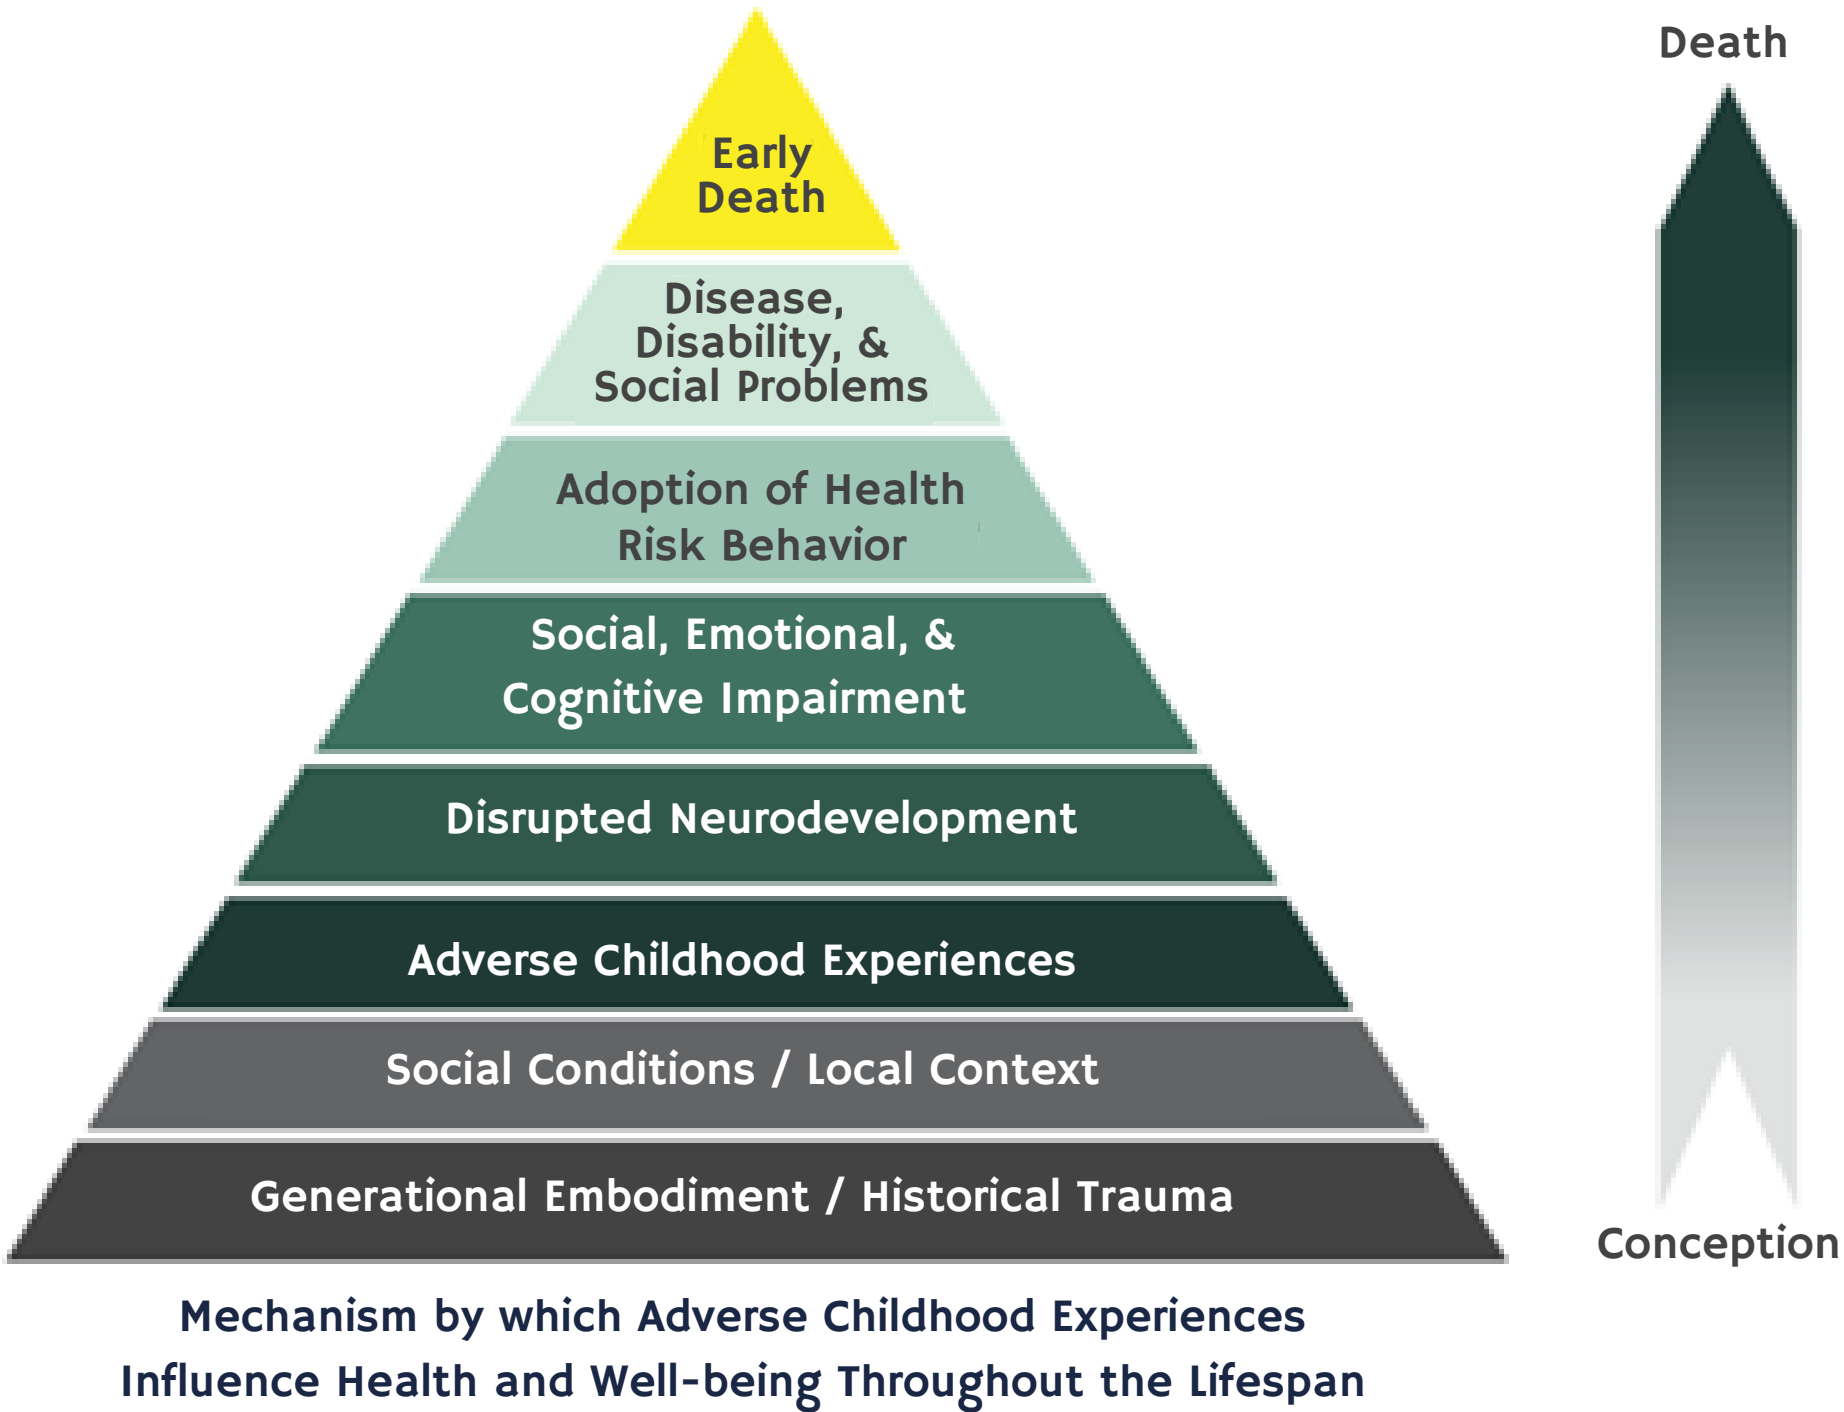 Early
Death
Disease,
Disability, &
Social Problems
Adoption of Health
Risk Behavior
Social, Emotional, &
Cognitive Impairment
Disrupted Neurodevelopment
Adverse Childhood Experiences
Social Conditions / Local Context
Generational Embodiment / Historical Trauma
Mechanism by which Adverse Childhood Experiences
Influence Health and Well-being Throughout the Lifespan
Death
Conception